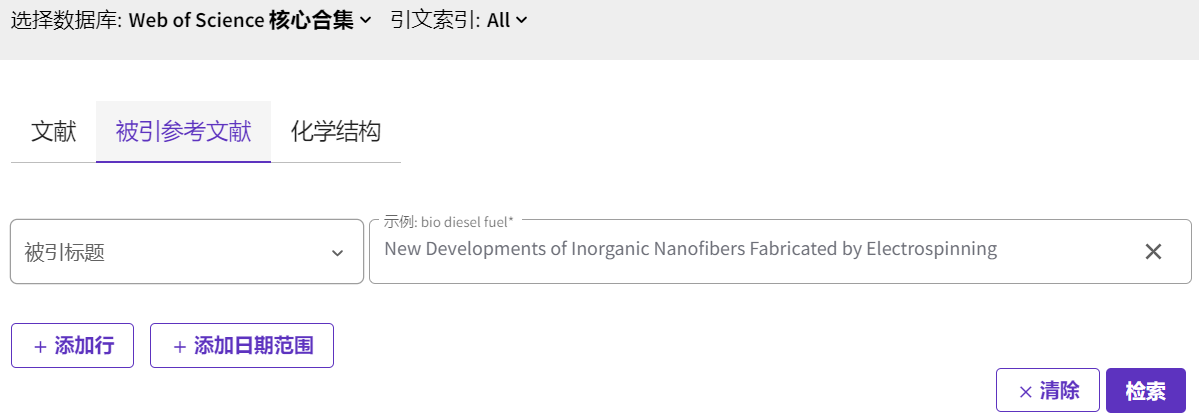 选择数据库: Web of Science 核心合集 引文索引: All
文献 被引参考文献 化学结构
示例: bio diesel fuel*
被引标题 New Developments of Inorganic Nanofibers Fabricated by Electrospinning
+ 添加行 + 添加日期范围
× 清除 检索